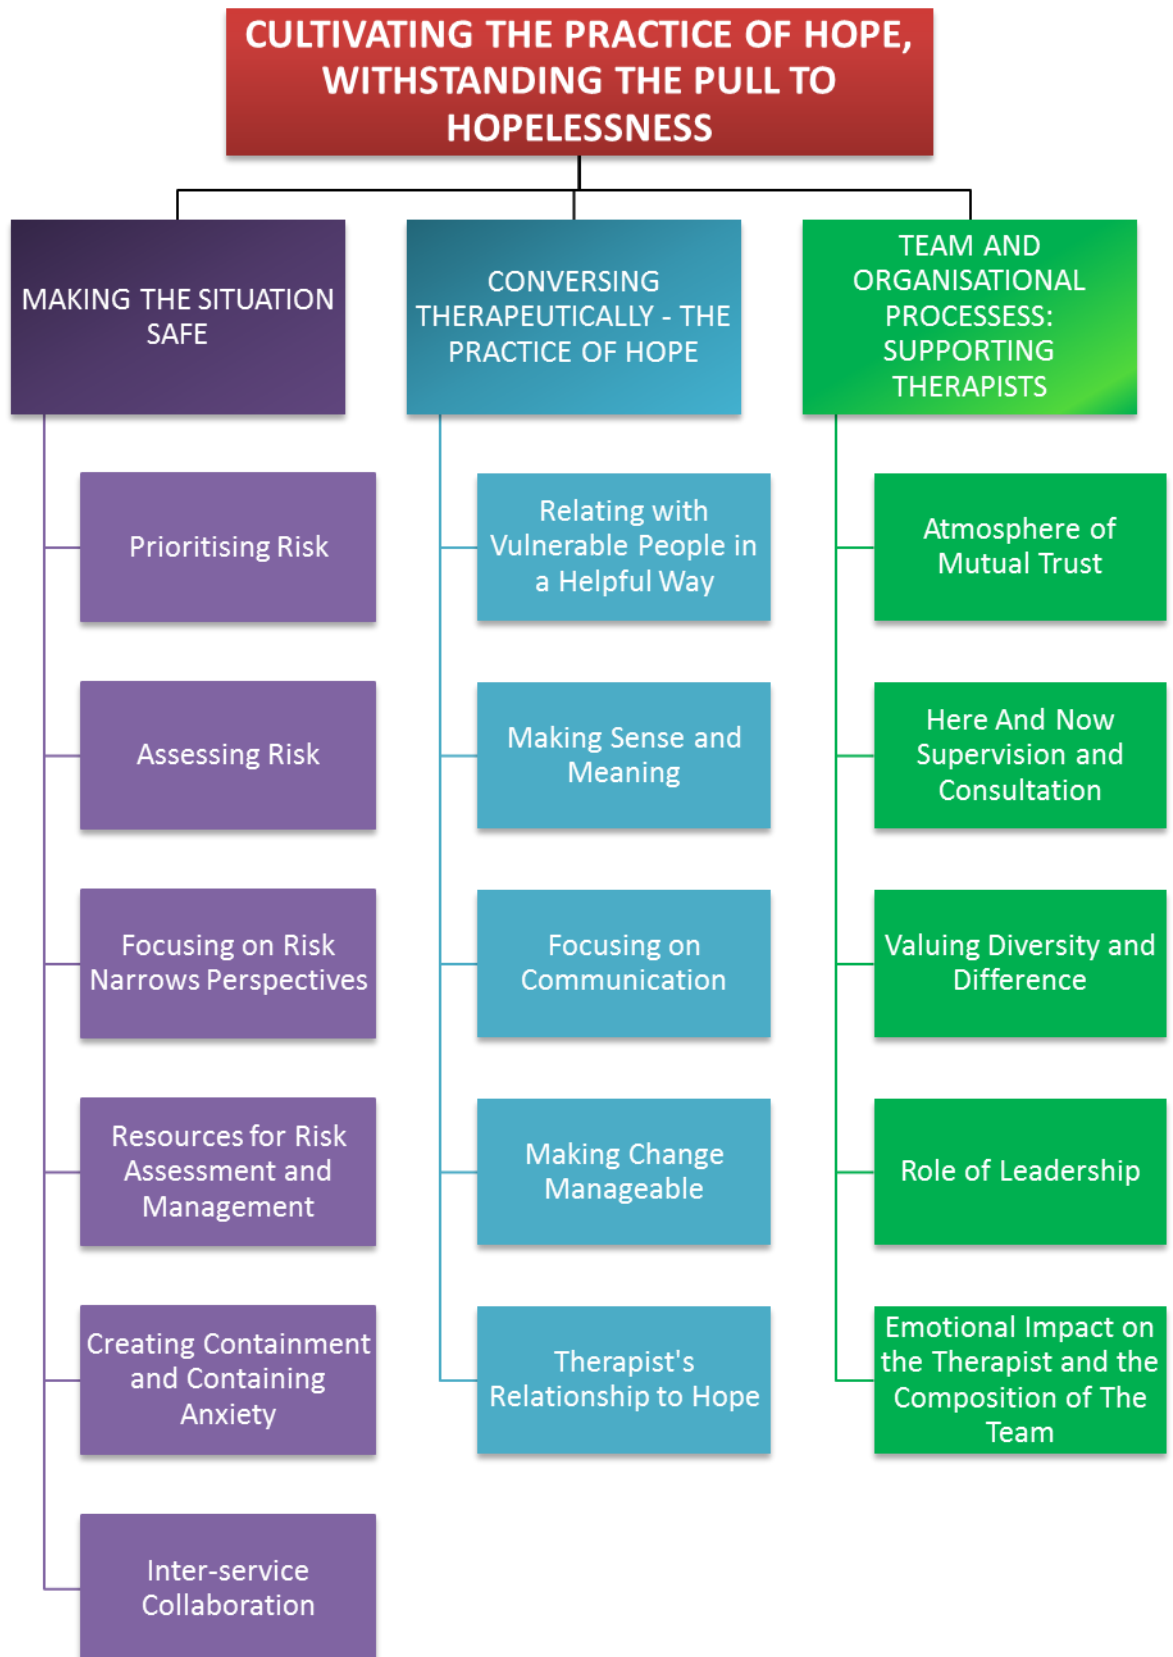 CULTIVATING THE PRACTICE OF HOPE,
WITHSTANDING THE PULL TO
HOPELESSNESS
MAKING THE SITUATION
SAFE
Prioritising Risk
Assessing Risk
Focusing on Risk
Narrows Perspectives
Resources for Risk
Assessment and
Management
Creating Containment
and Containing
Anxiety
Inter-service
Collaboration
CONVERSING
THERAPEUTICALLY - THE
PRACTICE OF HOPE
Relating with
Vulnerable People in
a Helpful Way
Making Sense and
Meaning
Focusing on
Communication
Making Change
Manageable
Therapist's
Relationship to Hope
TEAM AND
ORGANISATIONAL
PROCESSESS:
SUPPORTING
THERAPISTS
Atmosphere of
Mutual Trust
Here And Now
Supervision and
Consultation
Valuing Diversity and
Difference
Role of Leadership
Emotional Impact on
the Therapist and the
Composition of The
Team